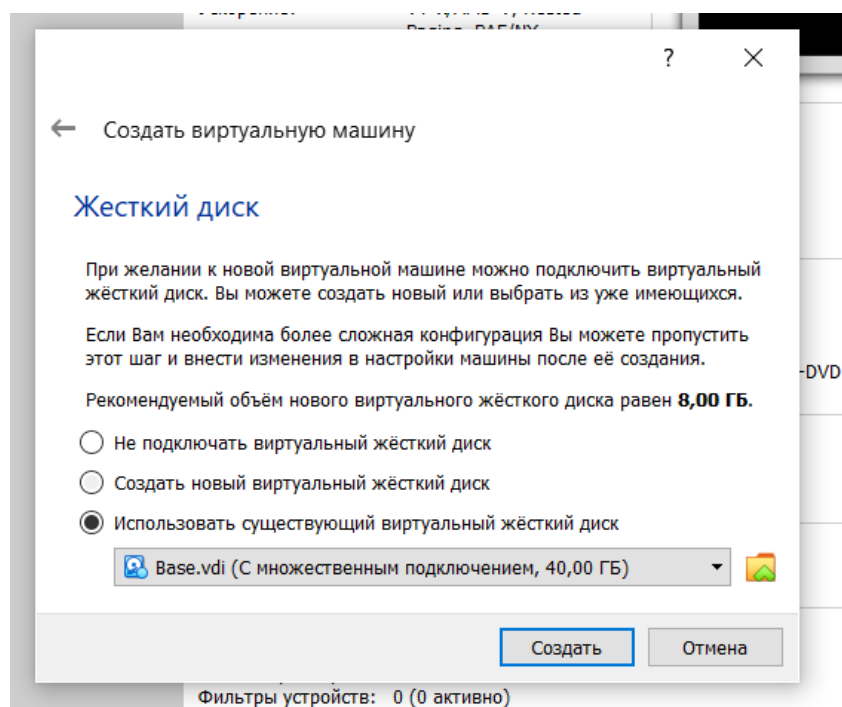 ?
Создать виртуальную машину
Жесткий диск
При желании к новой виртуальной машине можно подключить виртуальный
жёсткий диск. Вы можете создать новый или выбрать из уже имеющихся.
Если Вам необходима более сложная конфигурация Вы можете пропустить
этот шаг и внести изменения в настройки машины после её создания.
Рекомендуемый объём нового виртуального жёсткого диска равен 8,00 ГБ.
Не подключать виртуальный жёсткий диск
Создать новый виртуальный жёсткий диск
Использовать существующий виртуальный жёсткий диск
Base.vdi (С множественным подключением, 40,00 ГБ)
Создать Отмена
-DVD
Фильтры устройств: 0 (0 активно)